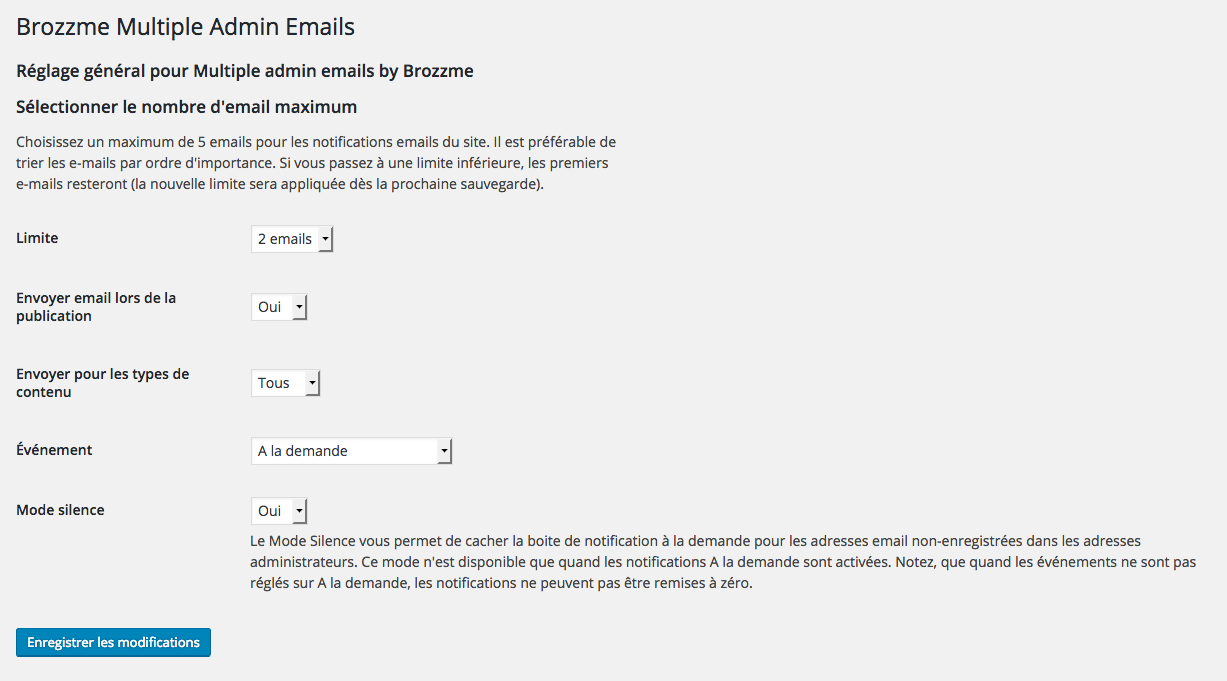 Brozzme Multiple Admin Emails
Réglage général pour Multiple admin emails by Brozzme
Sélectionner le nombre d'email maximum
Choisissez un maximum de 5 emails pour les notifications emails du site. Il est préférable de
trier les e-mails par ordre d'importance. Si vous passez à une limite inférieure, les premiers
e-mails resteront (la nouvelle limite sera appliquée dès la prochaine sauvegarde).
Limite
2 emails
Envoyer email lors de la
publication
Oui
Envoyer pour les types de
contenu
Tous
Événement
A la demande
Mode silence
Oui
Le Mode Silence vous permet de cacher la boite de notification à la demande pour les adresses email non-enregistrées dans les adresses
administrateurs. Ce mode n'est disponible que quand les notifications A la demande sont activées. Notez, que quand les événements ne sont pas
réglés sur A la demande, les notifications ne peuvent pas être remises à zéro.
Enregistrer les modifications